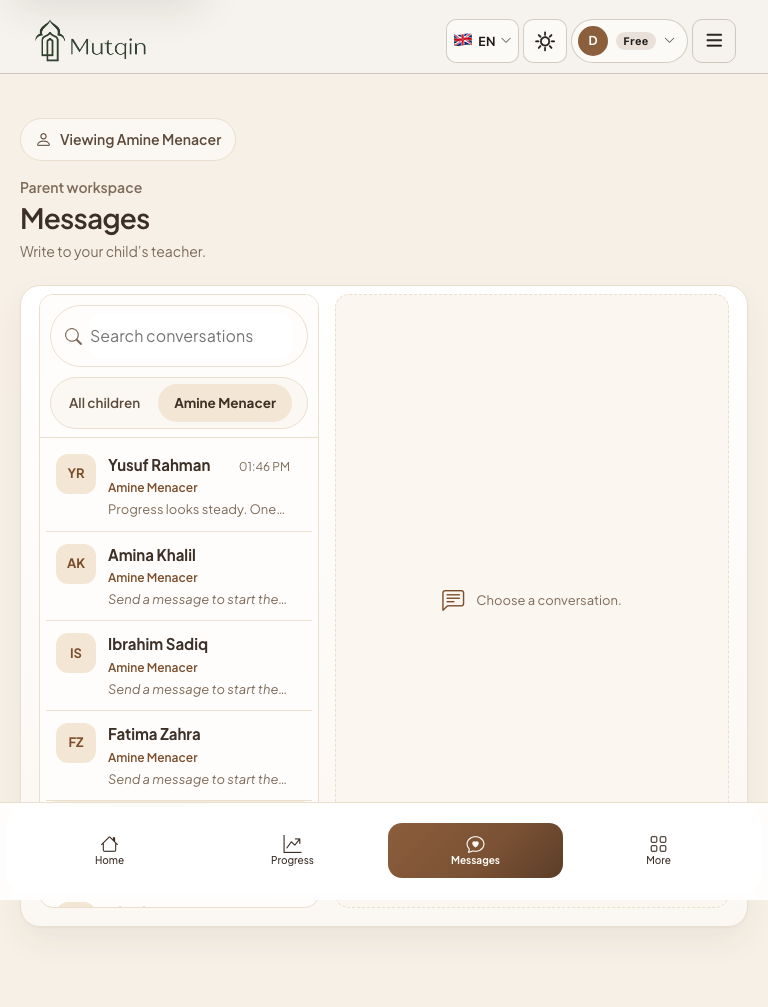 Mutqin
EN
D
Free
Viewing Amine Menacer
Parent workspace
Messages
Write to your child's teacher.
Search conversations
All children
Amine Menacer
YR
Yusuf Rahman
01:46 PM
Amine Menacer
Progress looks steady. One...
AK
Amina Khalil
Amine Menacer
Send a message to start the...
IS
Ibrahim Sadiq
Amine Menacer
Send a message to start the...
FZ
Fatima Zahra
Amine Menacer
Send a message to start the...
Choose a conversation.
Home
Progress
Messages
More